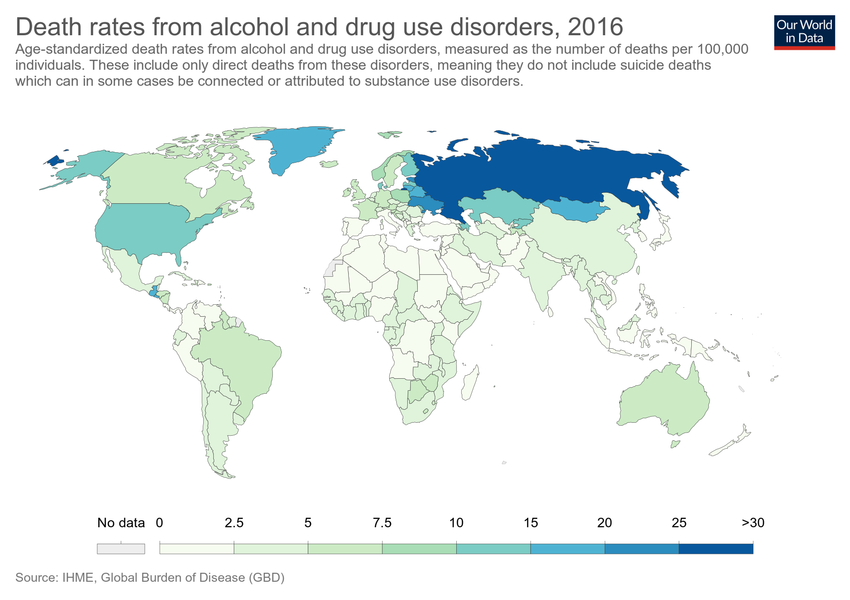 Death rates from alcohol and drug use disorders, 2016
Our World
in Data
Age-standardized death rates from alcohol and drug use disorders, measured as the number of deaths per 100,000
individuals. These include only direct deaths from these disorders, meaning they do not include suicide deaths
which can in some cases be connected or attributed to substance use disorders.
No data 0 2.5 5 7.5 10 15 20 25 >30
Source: IHME, Global Burden of Disease (GBD)